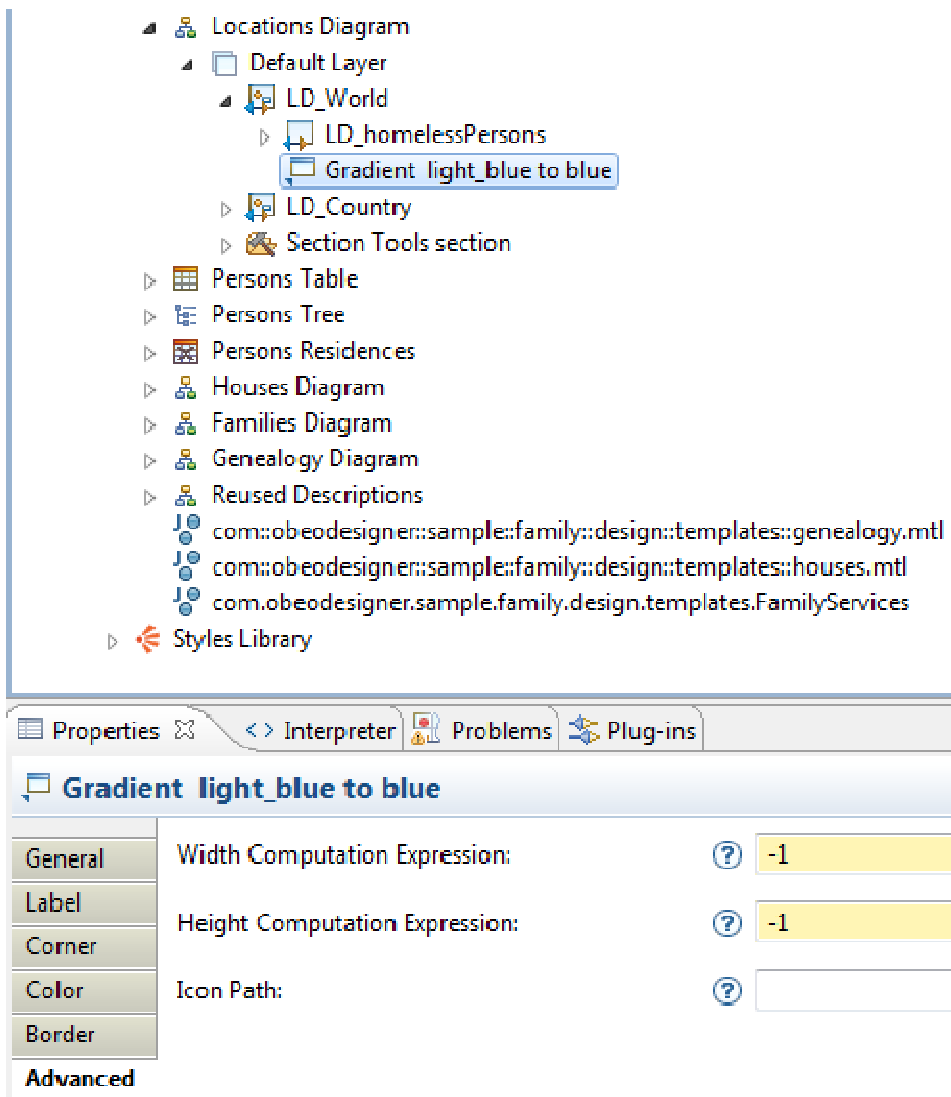 Locations Diagram
Default Layer
LD_World
LD_homelessPersons
Gradient light_blue to blue
LD_Country
Section Tools section
Persons Table
Persons Tree
Persons Residences
Houses Diagram
Families Diagram
Genealogy Diagram
Reused Descriptions
com::obeodesigner::sample::family::design::templates::genealogy.mtl
com::obeodesigner::sample::family::design::templates::houses.mtl
com.obeodesigner.sample.family.design.templates.FamilyServices
Styles Library
Properties Interpreter Problems Plug-ins
Gradient light_blue to blue
General Width Computation Expression: ? -1
Label
Height Computation Expression: ? -1
Corner
Color Icon Path: ?
Border
Advanced